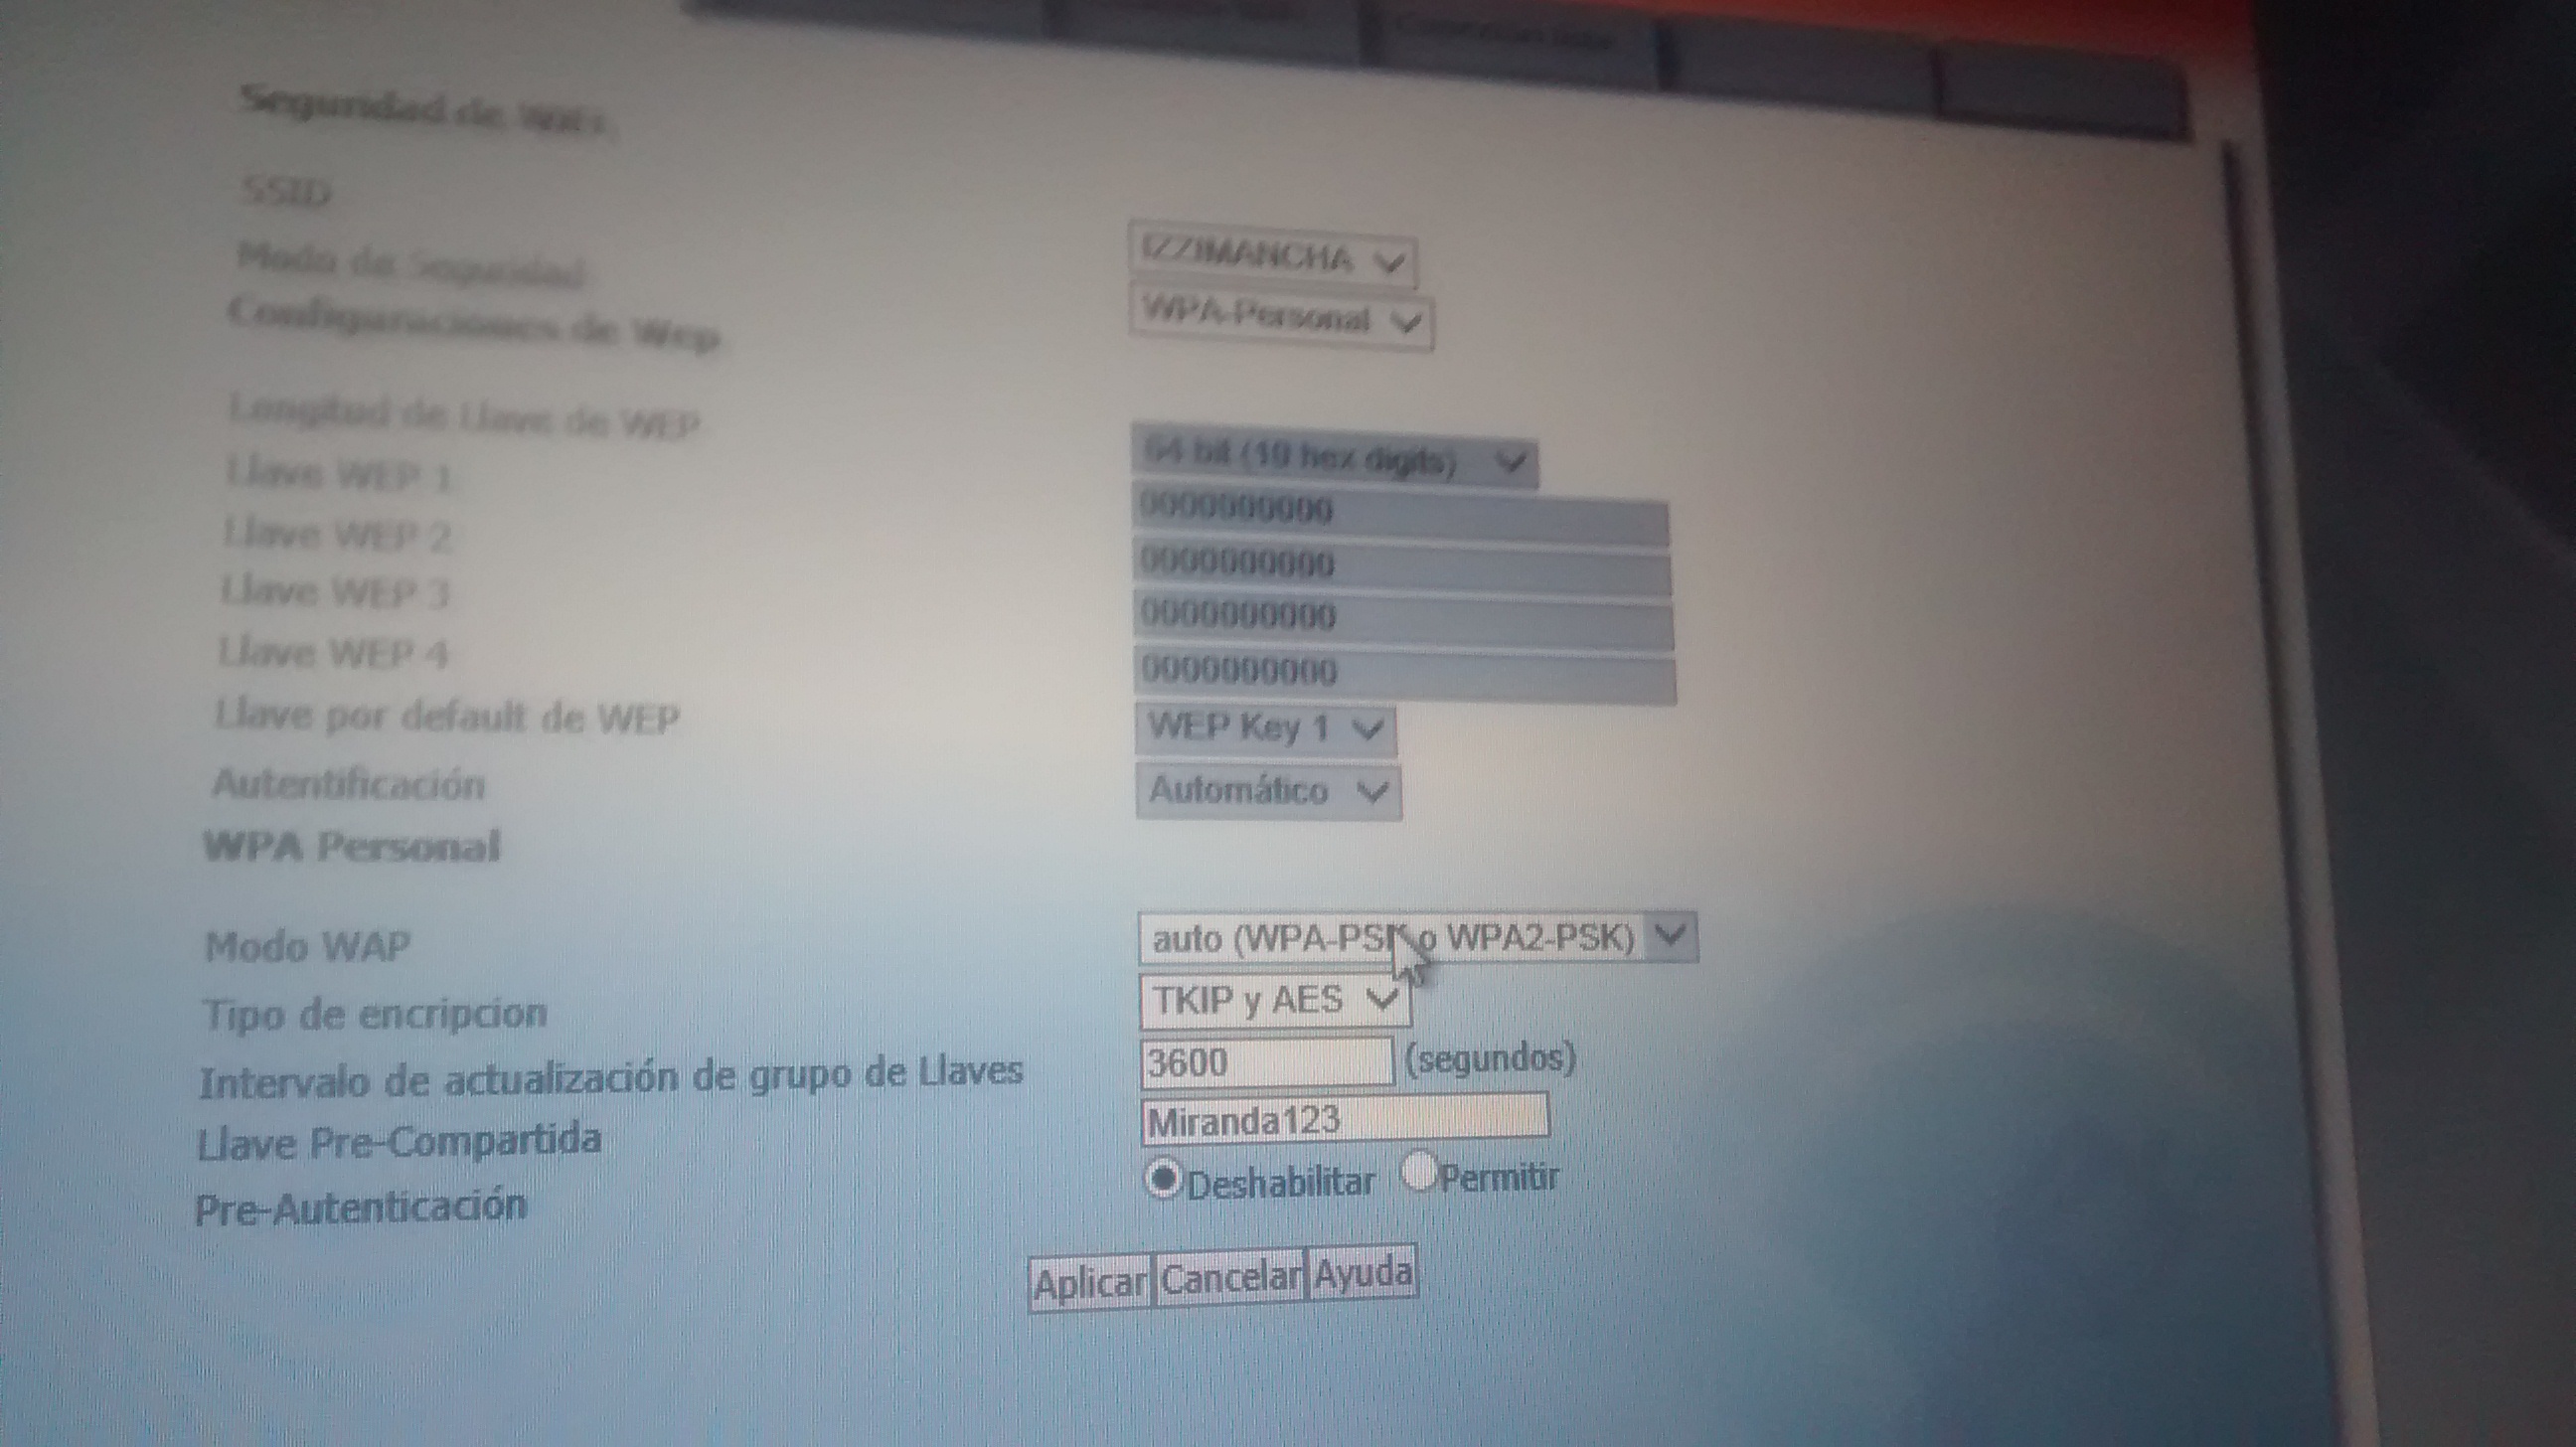 Seguridad de WiFi
SSID
IZZIMANCHA
Modo de Seguridad
WPA-Personal
Configuraciones de Wep
Longitud de Llave de WEP
64 bit (10 hex digits)
Llave WEP 1
0000000000
Llave WEP 2
0000000000
Llave WEP 3
0000000000
Llave WEP 4
0000000000
Llave por default de WEP
WEP Key 1
Autentificación
Automático
WPA Personal
Modo WAP
auto (WPA-PSK o WPA2-PSK)
Tipo de encripcion
TKIP y AES
Intervalo de actualización de grupo de Llaves
3600 (segundos)
Llave Pre-Compartida
Miranda123
Pre-Autenticación
Deshabilitar Permitir
Aplicar Cancelar Ayuda